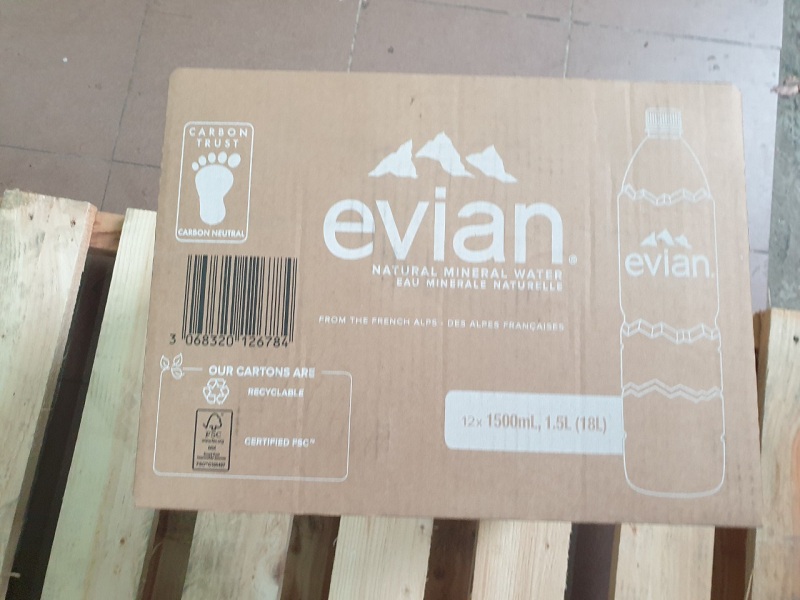 CARBON
TRUST
CARBON NEUTRAL
evian®
NATURAL MINERAL WATER
EAU MINERALE NATURELLE
FROM THE FRENCH ALPS - DES ALPES FRANÇAISES
3 068320 126784
OUR CARTONS ARE
RECYCLABLE
FSC
CERTIFIED FSC™
12x 1500mL, 1.5L (18L)
evian.